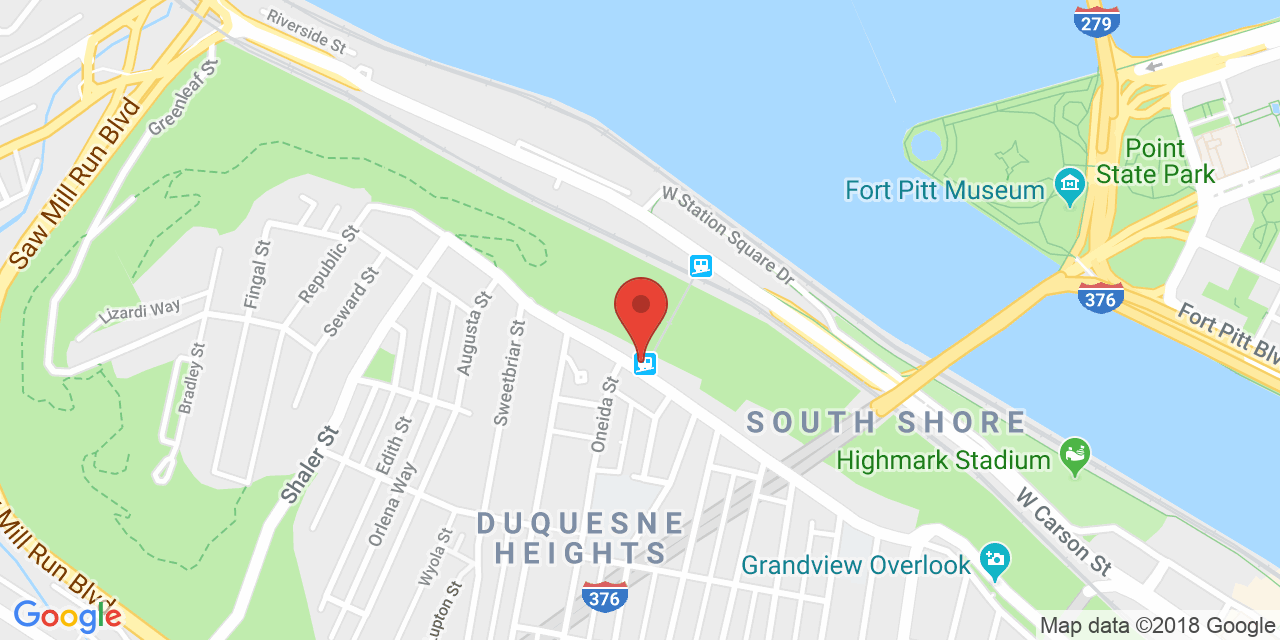 279
Riverside St
Greenleaf St
Saw Mill Run Blvd
Point
State Park
Fort Pitt Museum
W Station Square Dr
Republic St
Fingal St
Seward St
Lizardi Way
Augusta St
376
Fort Pitt Blv
Sweetbriar St
Bradley St
Oneida St
SOUTH SHORE
Edith St
Shaler St
Highmark Stadium
Orlena Way
W Carson St
DUQUESNE
HEIGHTS
Wyola St
Grandview Overlook
Mill Run Blvd
upton St
376
Google
Map data ©2018 Google